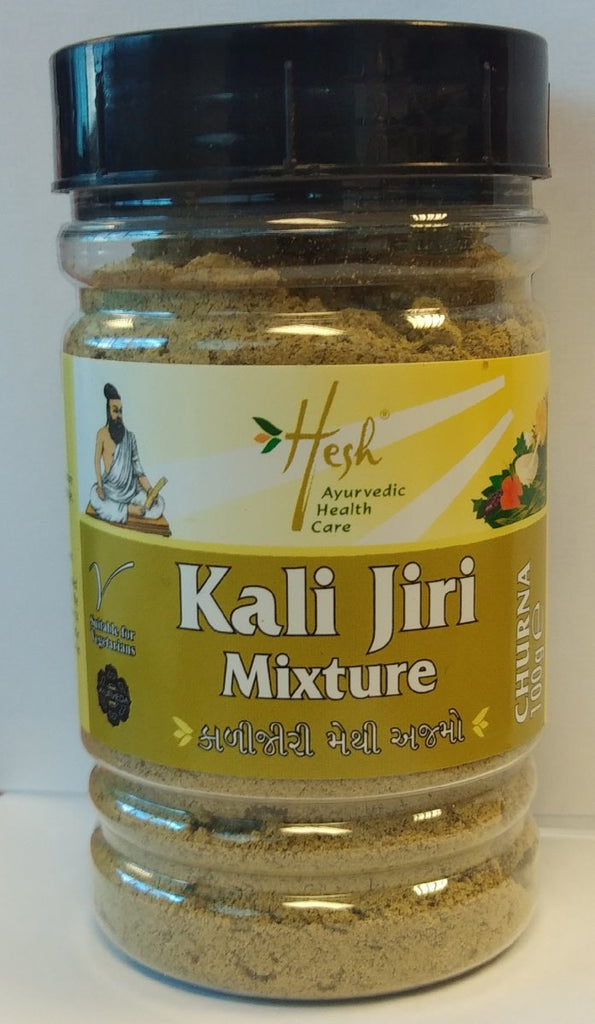 Hesh®
Ayurvedic
Health
Care
V
Suitable for
Vegetarians
Kali Jiri
Mixture
કાળીજીરી મેથી અજમો
CHURNA
100g e